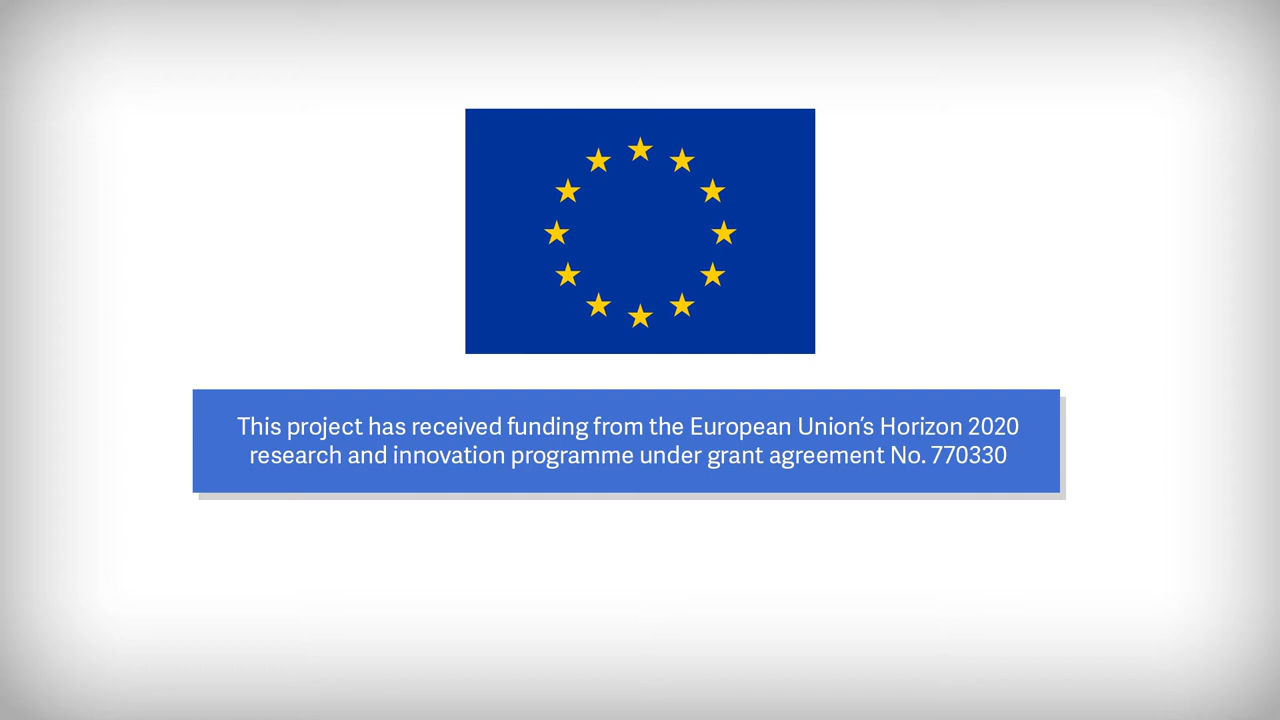 This project has received funding from the European Union's Horizon 2020
research and innovation programme under grant agreement No. 770330